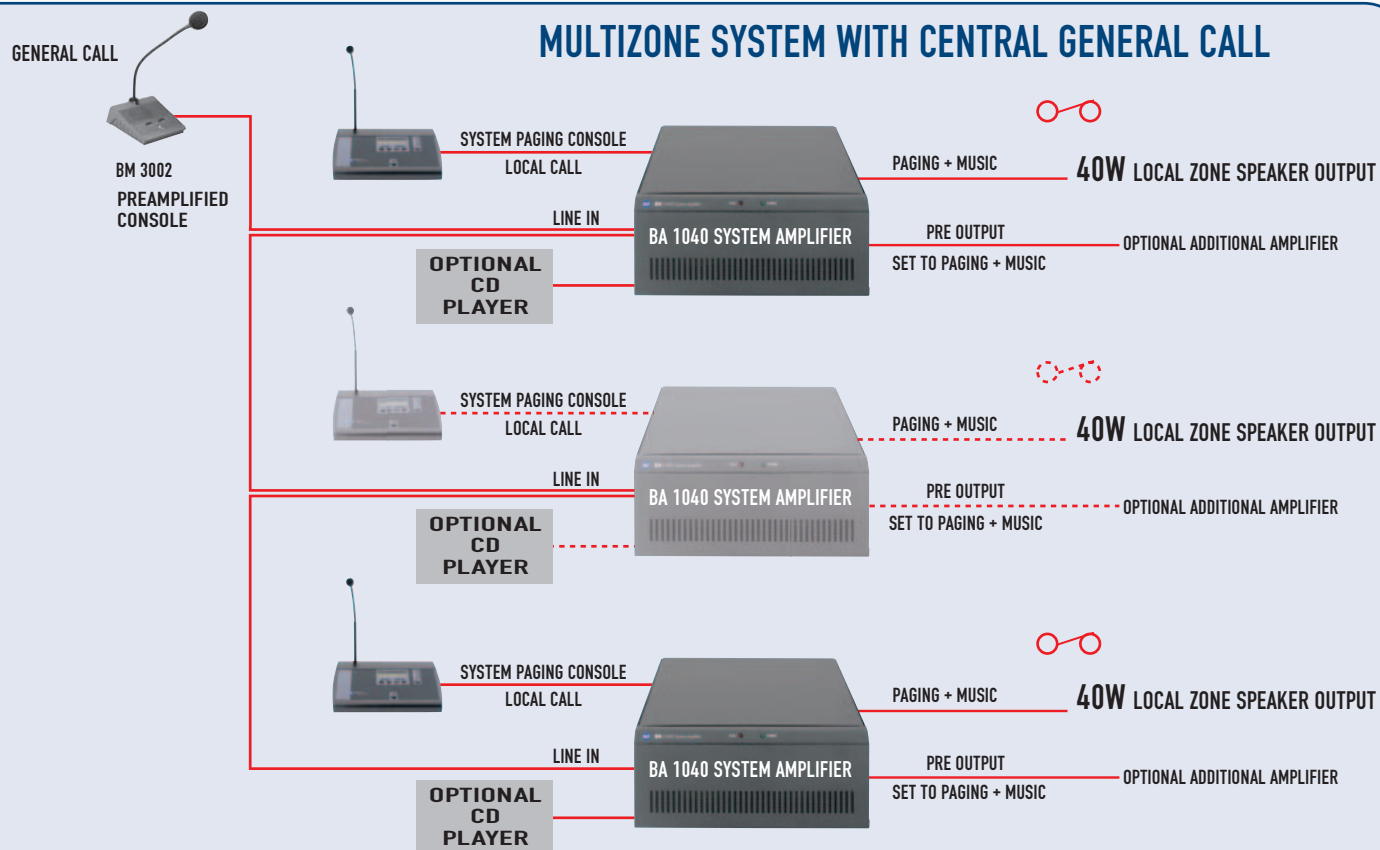 MULTIZONE SYSTEM WITH CENTRAL GENERAL CALL
GENERAL CALL
BM 3002
PREAMPLIFIED
CONSOLE
SYSTEM PAGING CONSOLE
LOCAL CALL
LINE IN
OPTIONAL
CD
PLAYER
BA 1040 SYSTEM AMPLIFIER
PAGING + MUSIC
40W LOCAL ZONE SPEAKER OUTPUT
PRE OUTPUT
SET TO PAGING + MUSIC
OPTIONAL ADDITIONAL AMPLIFIER
SYSTEM PAGING CONSOLE
LOCAL CALL
LINE IN
OPTIONAL
CD
PLAYER
BA 1040 SYSTEM AMPLIFIER
PAGING + MUSIC
40W LOCAL ZONE SPEAKER OUTPUT
PRE OUTPUT
SET TO PAGING + MUSIC
OPTIONAL ADDITIONAL AMPLIFIER
SYSTEM PAGING CONSOLE
LOCAL CALL
LINE IN
OPTIONAL
CD
PLAYER
BA 1040 SYSTEM AMPLIFIER
PAGING + MUSIC
40W LOCAL ZONE SPEAKER OUTPUT
PRE OUTPUT
SET TO PAGING + MUSIC
OPTIONAL ADDITIONAL AMPLIFIER